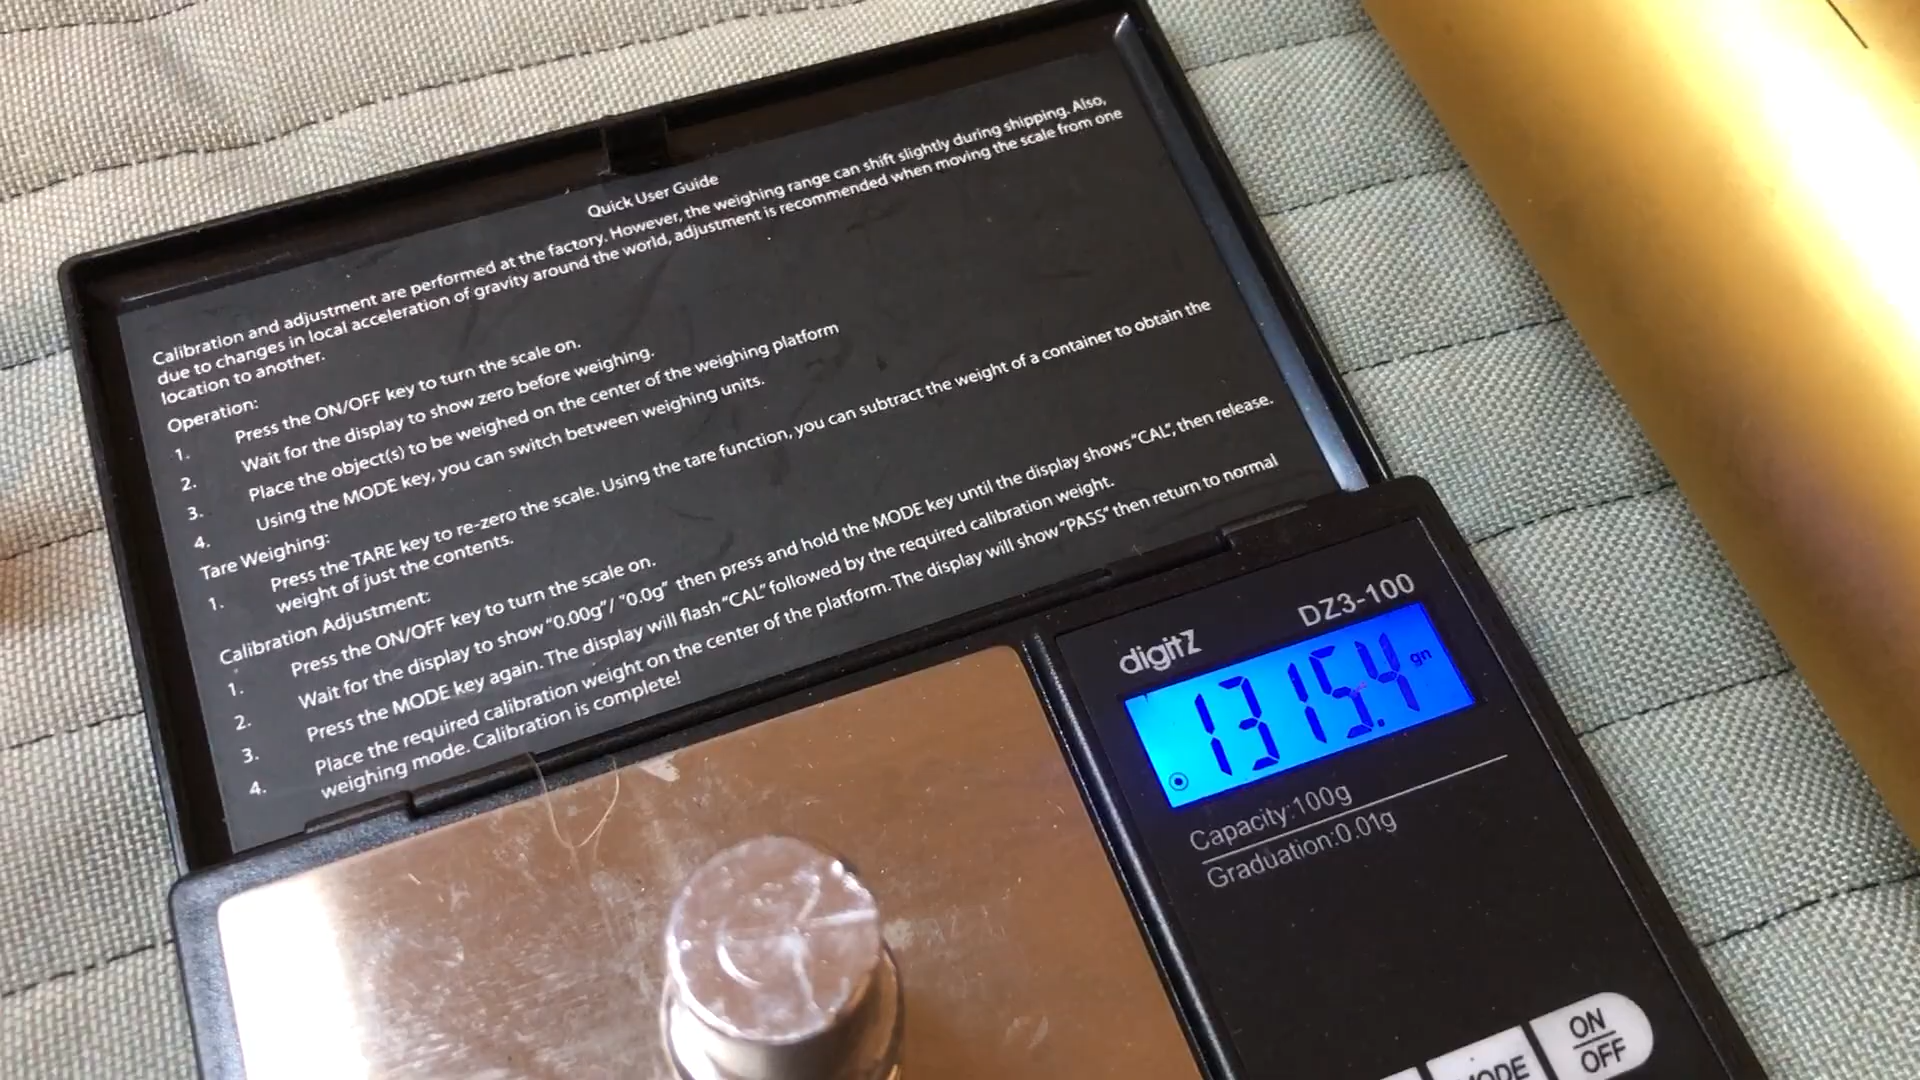 Quick User Guide
Calibration and adjustment are performed at the factory. However, the weighing range can shift slightly during shipping. Also,
due to changes in local acceleration of gravity around the world, adjustment is recommended when moving the scale from one
location to another.
Operation:
1. Press the ON/OFF key to turn the scale on.
2. Wait for the display to show zero before weighing.
3. Place the object(s) to be weighed on the center of the weighing platform
4. Using the MODE key, you can switch between weighing units.
Tare Weighing:
1. Press the TARE key to re-zero the scale. Using the tare function, you can subtract the weight of a container to obtain the
weight of just the contents.
Calibration Adjustment:
1. Press the ON/OFF key to turn the scale on.
2. Wait for the display to show "0.00g"/ "0.0g" then press and hold the MODE key until the display shows "CAL", then release.
3. Press the MODE key again. The display will flash "CAL" followed by the required calibration weight.
4. Place the required calibration weight on the center of the platform. The display will show "PASS" then return to normal
weighing mode. Calibration is complete!
digitZ
DZ3-100
1315.4 gn
Capacity:100g
Graduation:0.01g
MODE
ON
OFF